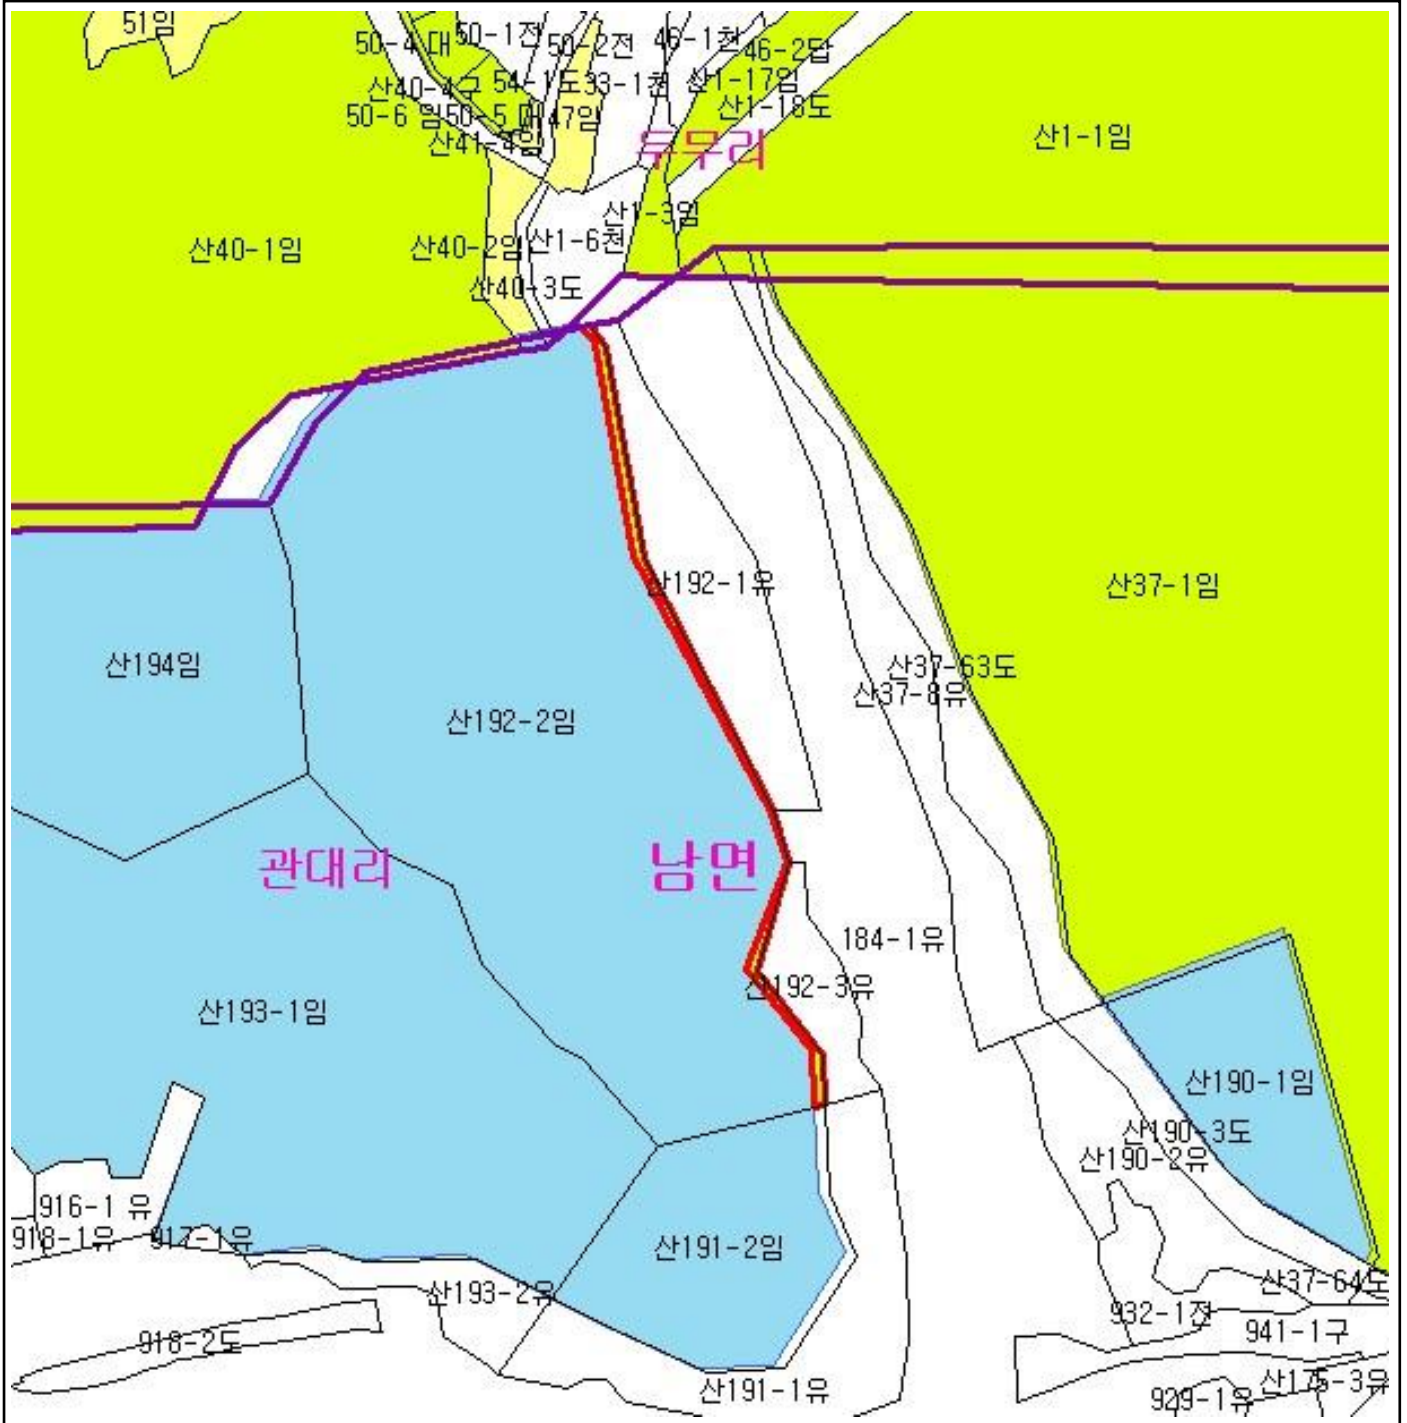 51임
50-4 대
50-1전
50-2전
46-1천
46-2답
산40-4구
54-1도
33-1천
산1-17임
50-6 임
50-5 대
47임
산1-18도
산41-4임
두무리
산1-1임
산1-3임
산40-1임
산40-2임
산1-6천
산40-3도
산192-1유
산37-1임
산194임
산37-63도
산37-8유
산192-2임
관대리
남면
184-1유
산192-3유
산193-1임
산190-1임
산190-3도
산190-2유
916-1 유
918-1유
917-1유
산191-2임
산193-2유
산37-64도
932-1전
941-1구
918-2도
산191-1유
929-1유
산175-3유